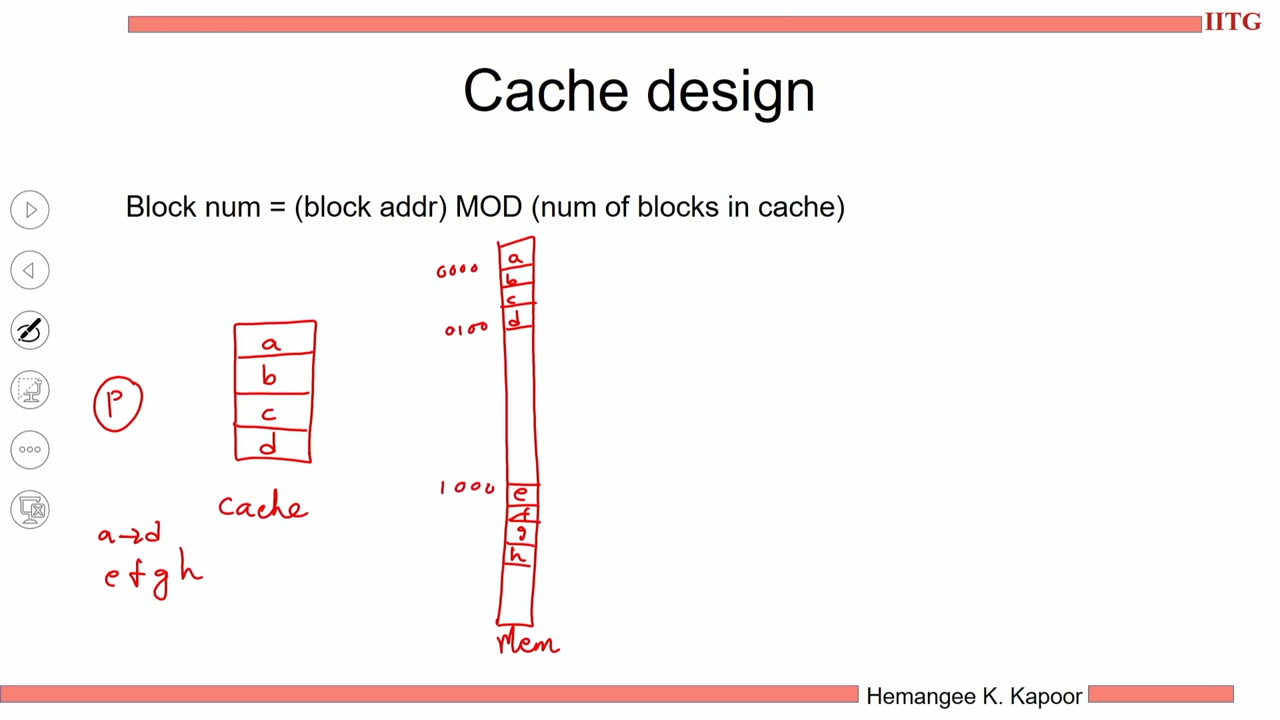 IITG
Cache design
Block num = (block addr) MOD (num of blocks in cache)
0000
a
b
c
0100
d
a
b
c
d
P
cache
1000
e
f
g
h
a→d
e f g h
Mem
Hemangee K. Kapoor